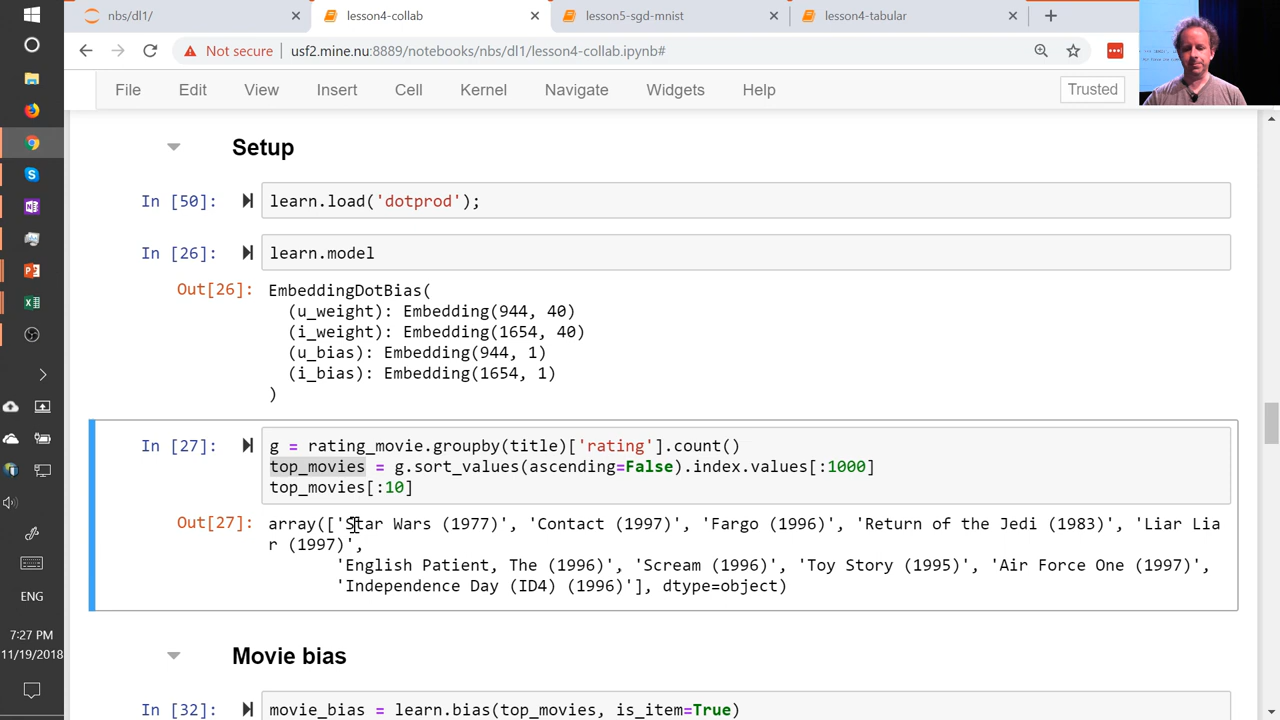 nbs/dl1/
lesson4-collab
lesson5-sgd-mnist
lesson4-tabular
Not secure
usf2.mine.nu:8889/notebooks/nbs/dl1/lesson4-collab.ipynb#
File Edit View Insert Cell Kernel Navigate Widgets Help
Trusted
Setup
In [50]: learn.load('dotprod');
In [26]: learn.model
Out[26]: EmbeddingDotBias(
(u_weight): Embedding(944, 40)
(i_weight): Embedding(1654, 40)
(u_bias): Embedding(944, 1)
(i_bias): Embedding(1654, 1)
)
In [27]: g = rating_movie.groupby(title)['rating'].count()
top_movies = g.sort_values(ascending=False).index.values[:1000]
top_movies[:10]
Out[27]: array(['Star Wars (1977)', 'Contact (1997)', 'Fargo (1996)', 'Return of the Jedi (1983)', 'Liar Lia
r (1997)',
'English Patient, The (1996)', 'Scream (1996)', 'Toy Story (1995)', 'Air Force One (1997)',
'Independence Day (ID4) (1996)'], dtype=object)
Movie bias
In [32]: movie_bias = learn.bias(top_movies, is_item=True)
ENG
7:27 PM
11/19/2018